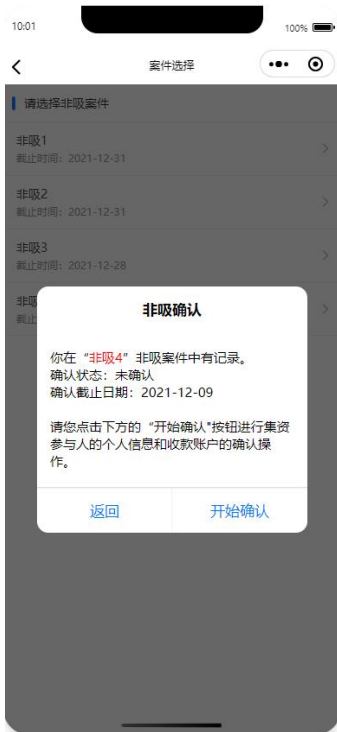 10:01
100%
案件选择
请选择非吸案件
非吸1
截止时间：2021-12-31
非吸2
截止时间：2021-12-31
非吸3
截止时间：2021-12-28
非吸
截止
非吸确认
你在“非吸4”非吸案件中有记录。
确认状态：未确认
确认截止日期：2021-12-09
请您点击下方的“开始确认"按钮进行集资
参与人的个人信息和收款账户的确认操
作。
返回
开始确认